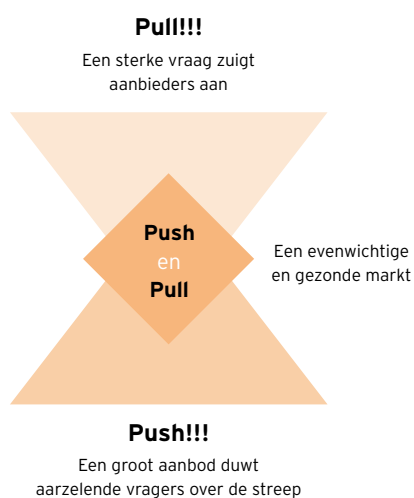 Pull!!!
Een sterke vraag zuigt
aanbieders aan
Push
en
Pull
Een evenwichtige
en gezonde markt
Push!!!
Een groot aanbod duwt
aarzelende vragers over de streep